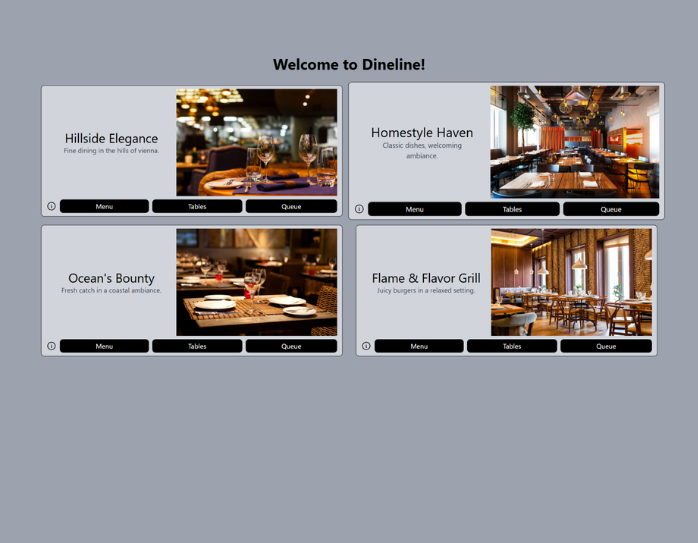 Welcome to Dineline!
Hillside Elegance
Fine dining in the hills of vienna.
Menu
Tables
Queue
Homestyle Haven
Classic dishes, welcoming
ambiance.
Menu
Tables
Queue
Ocean's Bounty
Fresh catch in a coastal ambiance.
Menu
Tables
Queue
Flame & Flavor Grill
Juicy burgers in a relaxed setting.
Menu
Tables
Queue